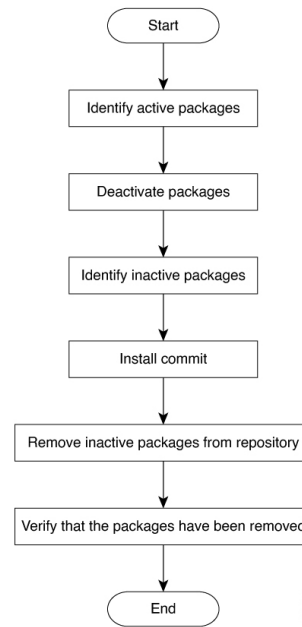 Start
Identify active packages
Deactivate packages
Identify inactive packages
Install commit
Remove inactive packages from repository
Verify that the packages have been removed
End